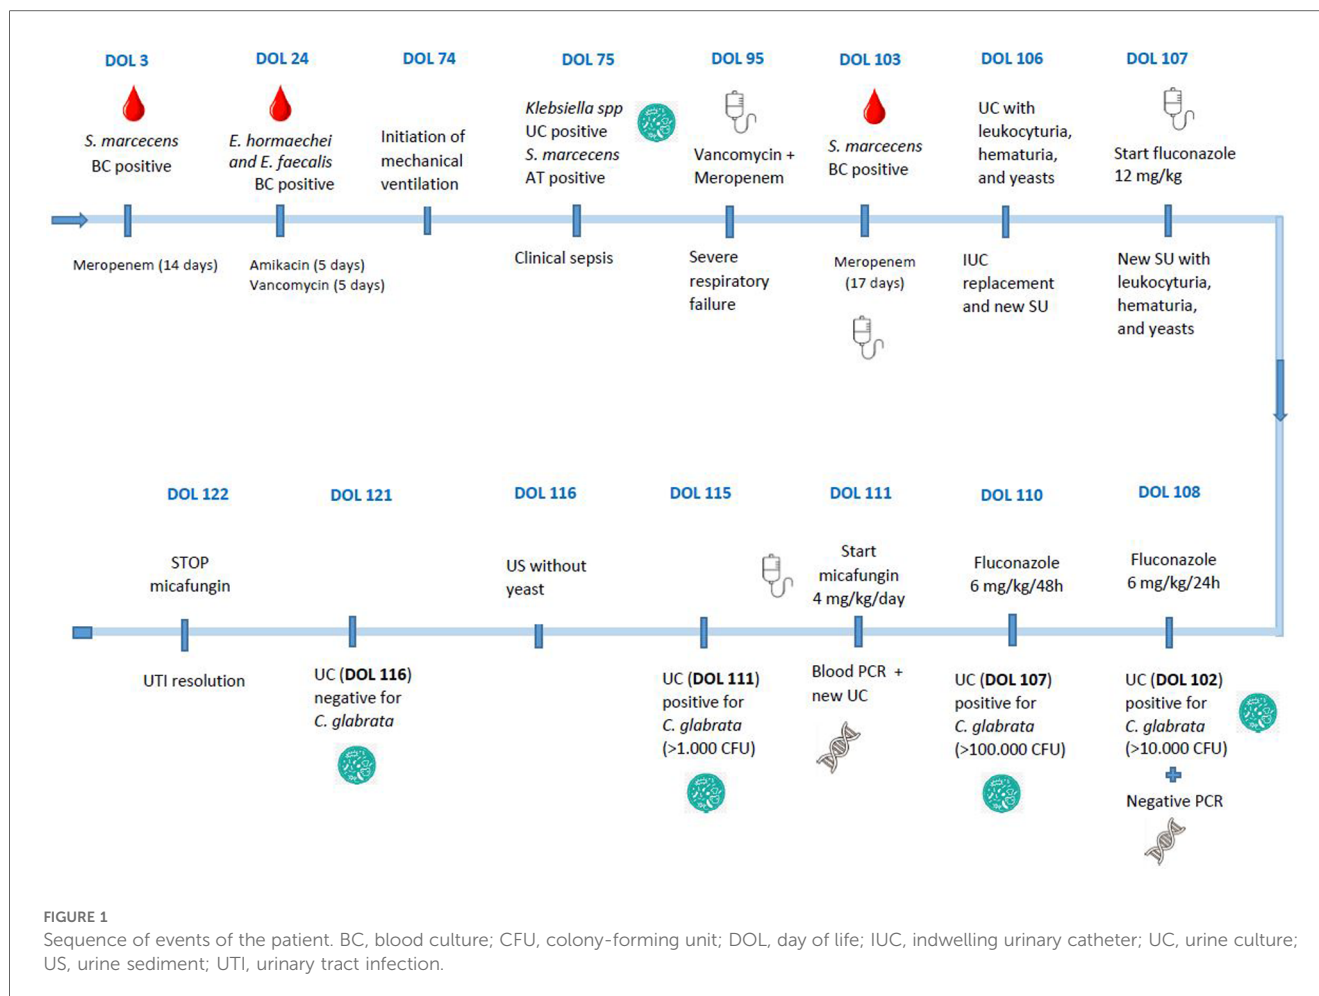 DOL 3
S. marcecens
BC positive
Meropenem (14 days)
DOL 24
E. hormaechei
and E. faecalis
BC positive
Amikacin (5 days)
Vancomycin (5 days)
DOL 74
Initiation of
mechanical
ventilation
DOL 75
Klebsiella spp
UC positive
S. marcecens
AT positive
Clinical sepsis
DOL 95
Vancomycin +
Meropenem
Severe
respiratory
failure
DOL 103
S. marcecens
BC positive
Meropenem
(17 days)
DOL 106
UC with
leukocyturia,
hematuria,
and yeasts
IUC
replacement
and new SU
DOL 107
Start fluconazole
12 mg/kg
New SU with
leukocyturia,
hematuria,
and yeasts
DOL 122
STOP
micafungin
UTI resolution
DOL 121
UC (DOL 116)
negative for
C. glabrata
DOL 116
US without
yeast
DOL 115
UC (DOL 111)
positive for
C. glabrata
(>1.000 CFU)
DOL 111
Start
micafungin
4 mg/kg/day
Blood PCR +
new UC
DOL 110
Fluconazole
6 mg/kg/48h
UC (DOL 107)
positive for
C. glabrata
(>100.000 CFU)
DOL 108
Fluconazole
6 mg/kg/24h
UC (DOL 102)
positive for
C. glabrata
(>10.000 CFU)
Negative PCR
FIGURE 1
Sequence of events of the patient. BC, blood culture; CFU, colony-forming unit; DOL, day of life; IUC, indwelling urinary catheter; UC, urine culture;
US, urine sediment; UTI, urinary tract infection.